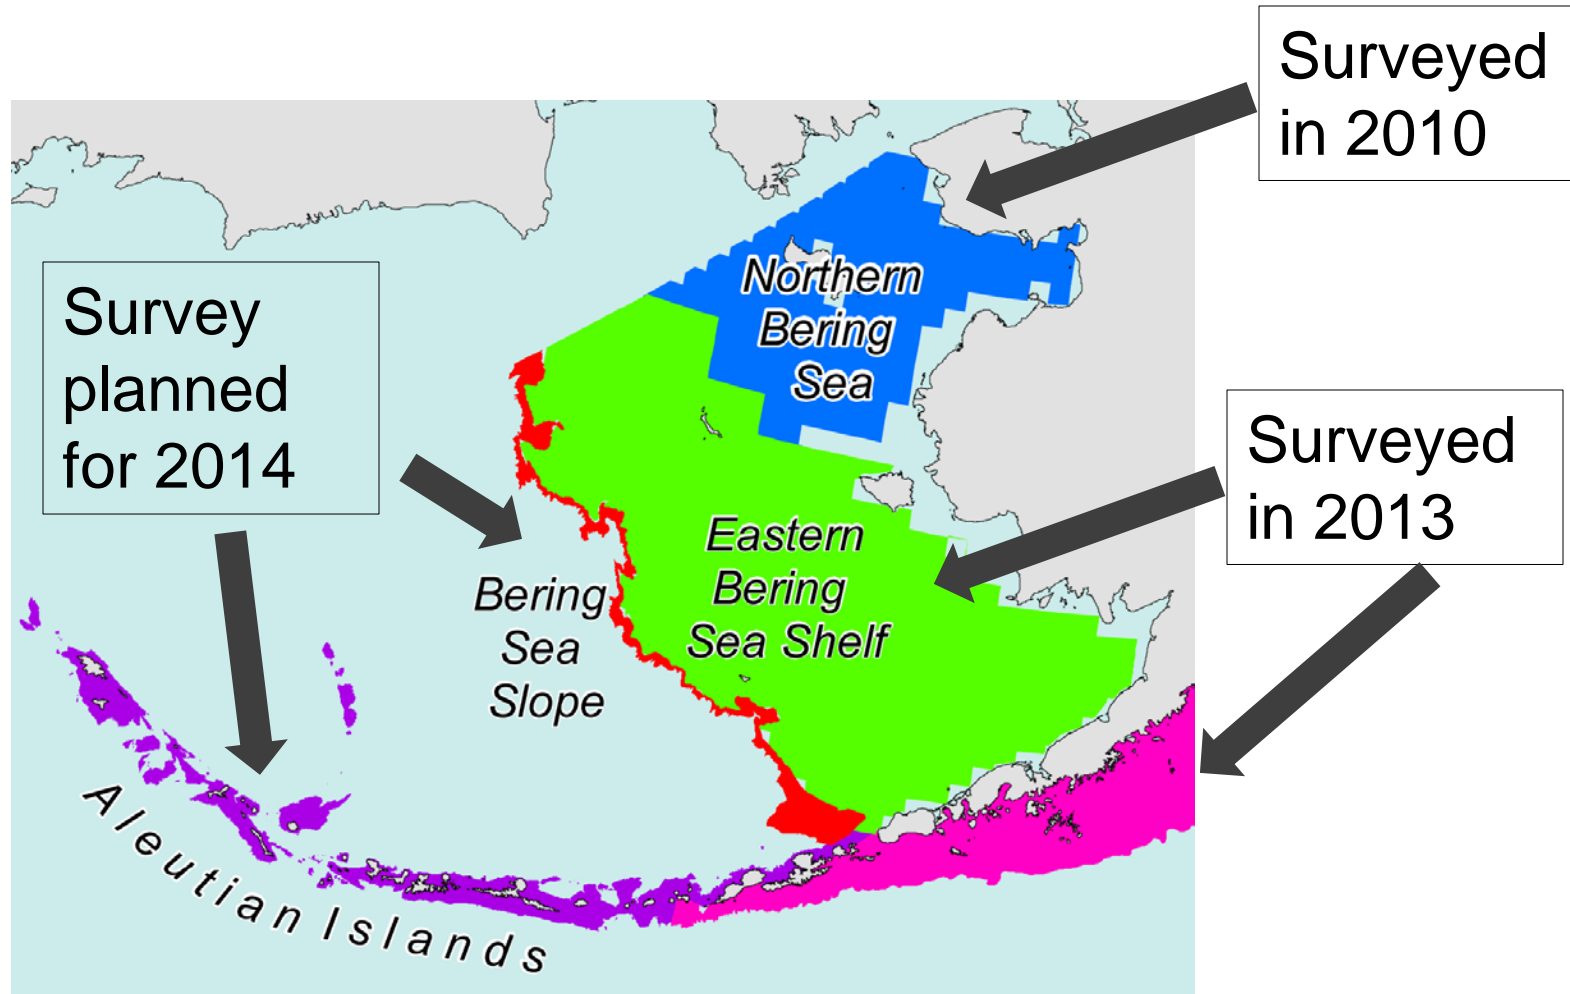 Surveyed
in 2010
Northern
Bering
Sea
Survey
planned
for 2014
Surveyed
in 2013
Eastern
Bering
Sea Shelf
Bering
Sea
Slope
Aleutian Islands